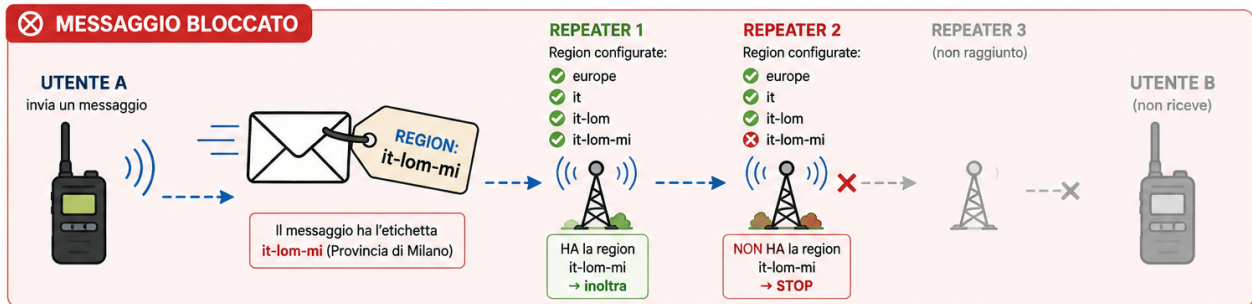 MESSAGGIO BLOCCATO
UTENTE A
invia un messaggio
REGION:
it-lom-mi
Il messaggio ha l'etichetta
it-lom-mi (Provincia di Milano)
REPEATER 1
Region configurate:
europe
it
it-lom
it-lom-mi
HA la region
it-lom-mi
→ inoltra
REPEATER 2
Region configurate:
europe
it
it-lom
it-lom-mi
NON HA la region
it-lom-mi
→ STOP
REPEATER 3
(non raggiunto)
UTENTE B
(non riceve)